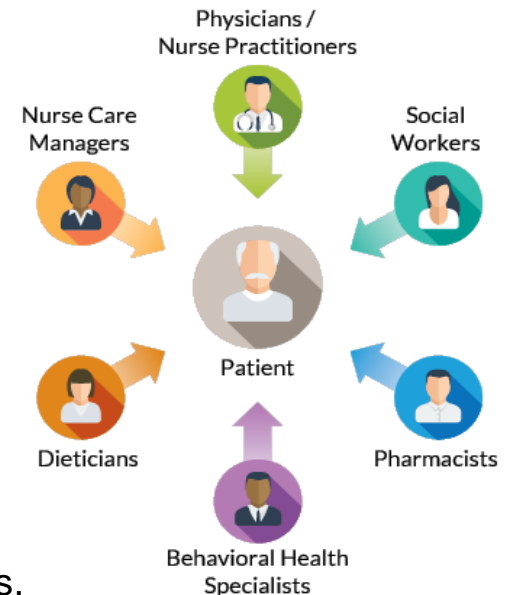 Physicians /
Nurse Practitioners
Nurse Care
Managers
Social
Workers
Patient
Dieticians
Pharmacists
Behavioral Health
Specialists
s.